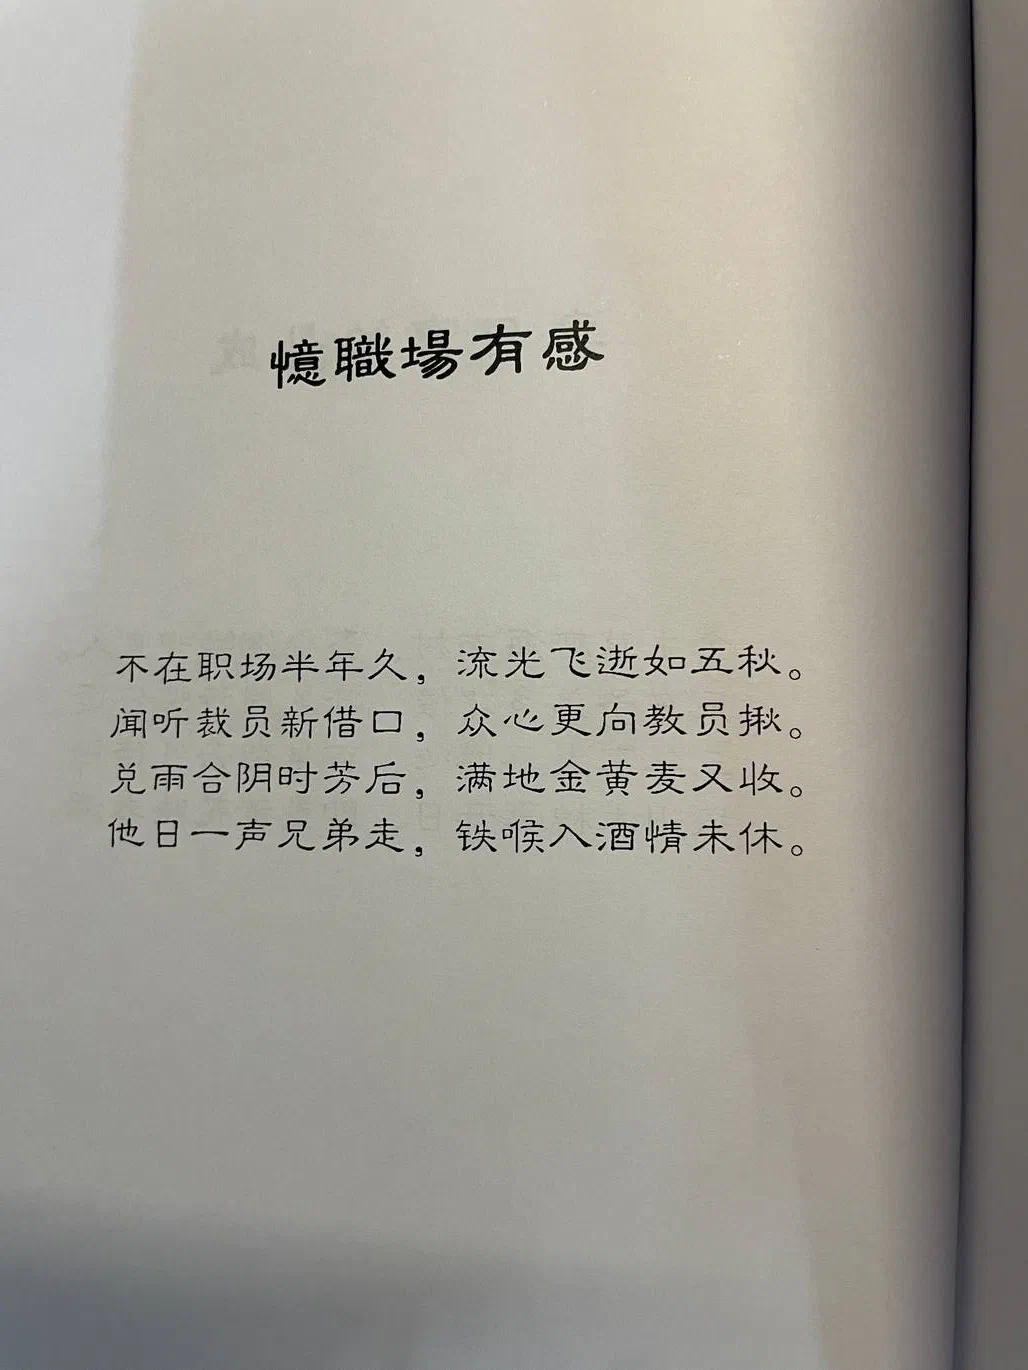 憶職場有感
不在职场半年久，流光飞逝如五秋。
闻听裁员新借口，众心更向教员揪。
兑雨合阴时芳后，满地金黄麦又收。
他日一声兄弟走，铁喉入酒情未休。